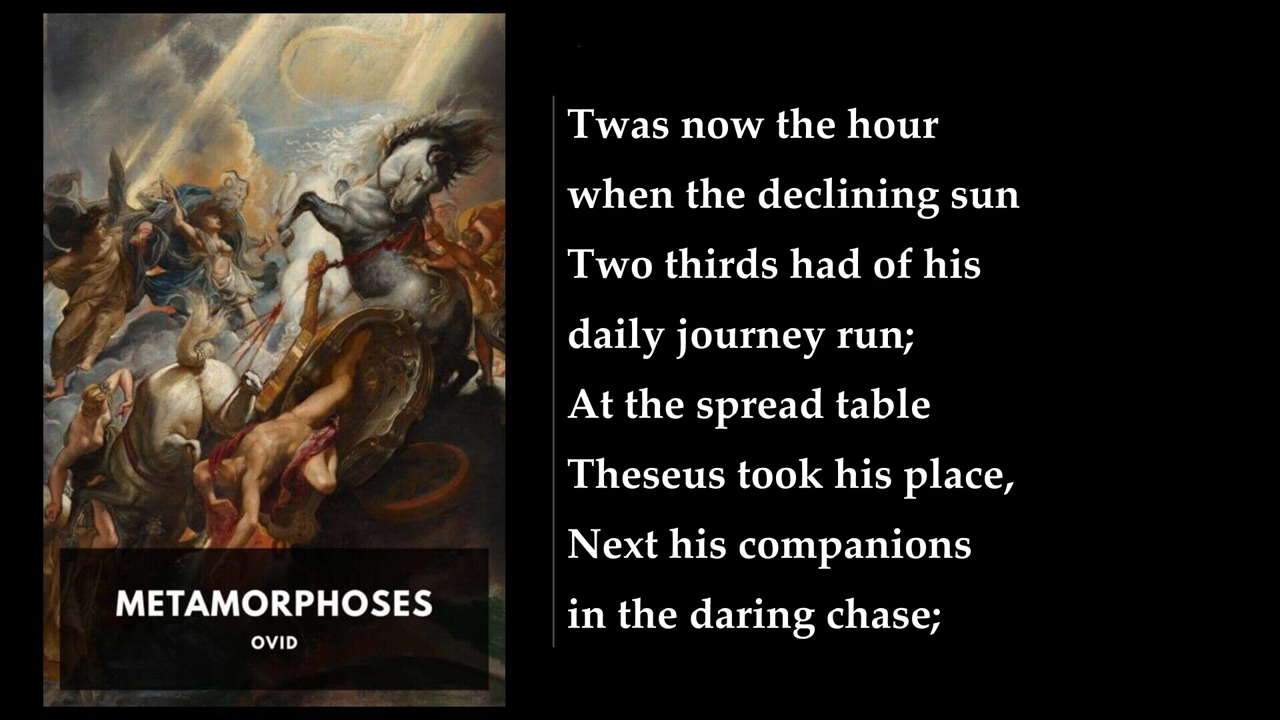 METAMORPHOSES
OVID
Twas now the hour
when the declining sun
Two thirds had of his
daily journey run;
At the spread table
Theseus took his place,
Next his companions
in the daring chase;